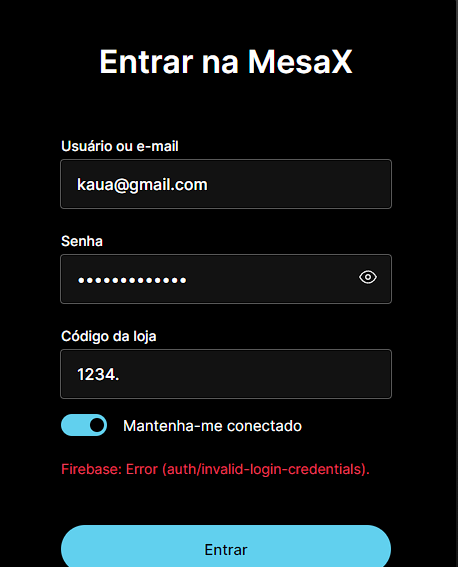 Entrar na MesaX
Usuário ou e-mail
kaua@gmail.com
Senha
•••••••••••••
Código da loja
1234.
Mantenha-me conectado
Firebase: Error (auth/invalid-login-credentials).
Entrar